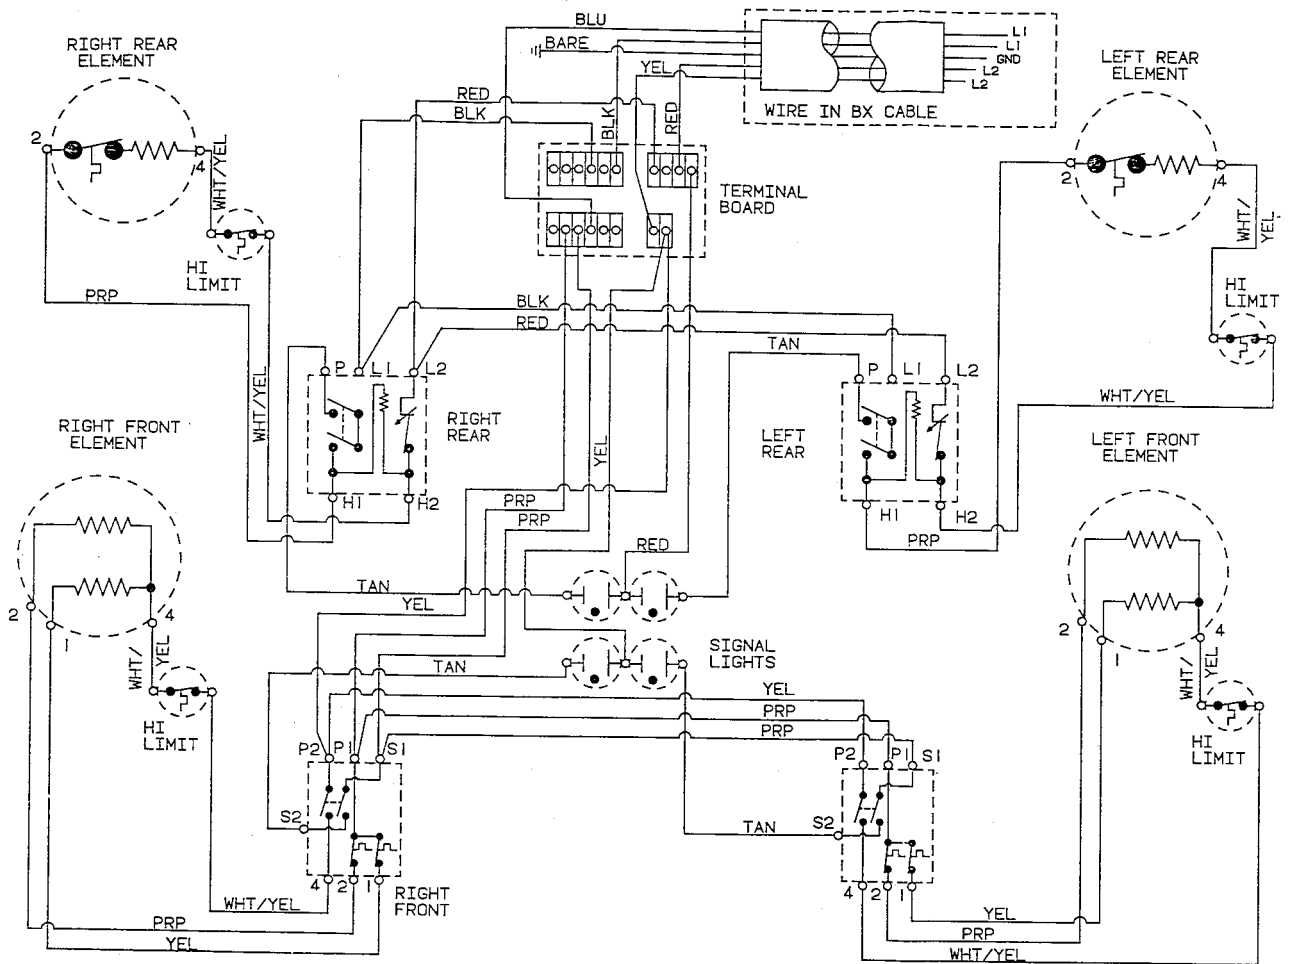 BLU
BARE
YEL
L1
L1
GND
L2
L2
WIRE IN BX CABLE
RIGHT REAR
ELEMENT
LEFT REAR
ELEMENT
RED
BLK
BLK
RED
2
4
WHT/YEL
2
4
WHT/
YEL
TERMINAL
BOARD
HI
LIMIT
HI
LIMIT
PRP
BLK
RED
TAN
P
L1
L2
P
L1
L2
WHT/YEL
WHT/YEL
RIGHT FRONT
ELEMENT
RIGHT
REAR
YEL
LEFT
REAR
LEFT FRONT
ELEMENT
H1
H2
PRP
PRP
H1
H2
PRP
RED
TAN
YEL
2
1
4
2
1
4
WHT/
YEL
SIGNAL
LIGHTS
TAN
WHT/
YEL
HI
LIMIT
YEL
PRP
PRP
HI
LIMIT
P2
P1
S1
P2
P1
S1
S2
TAN
S2
4
2
1
RIGHT
FRONT
4
2
1
WHT/YEL
PRP
YEL
YEL
PRP
WHT/YEL